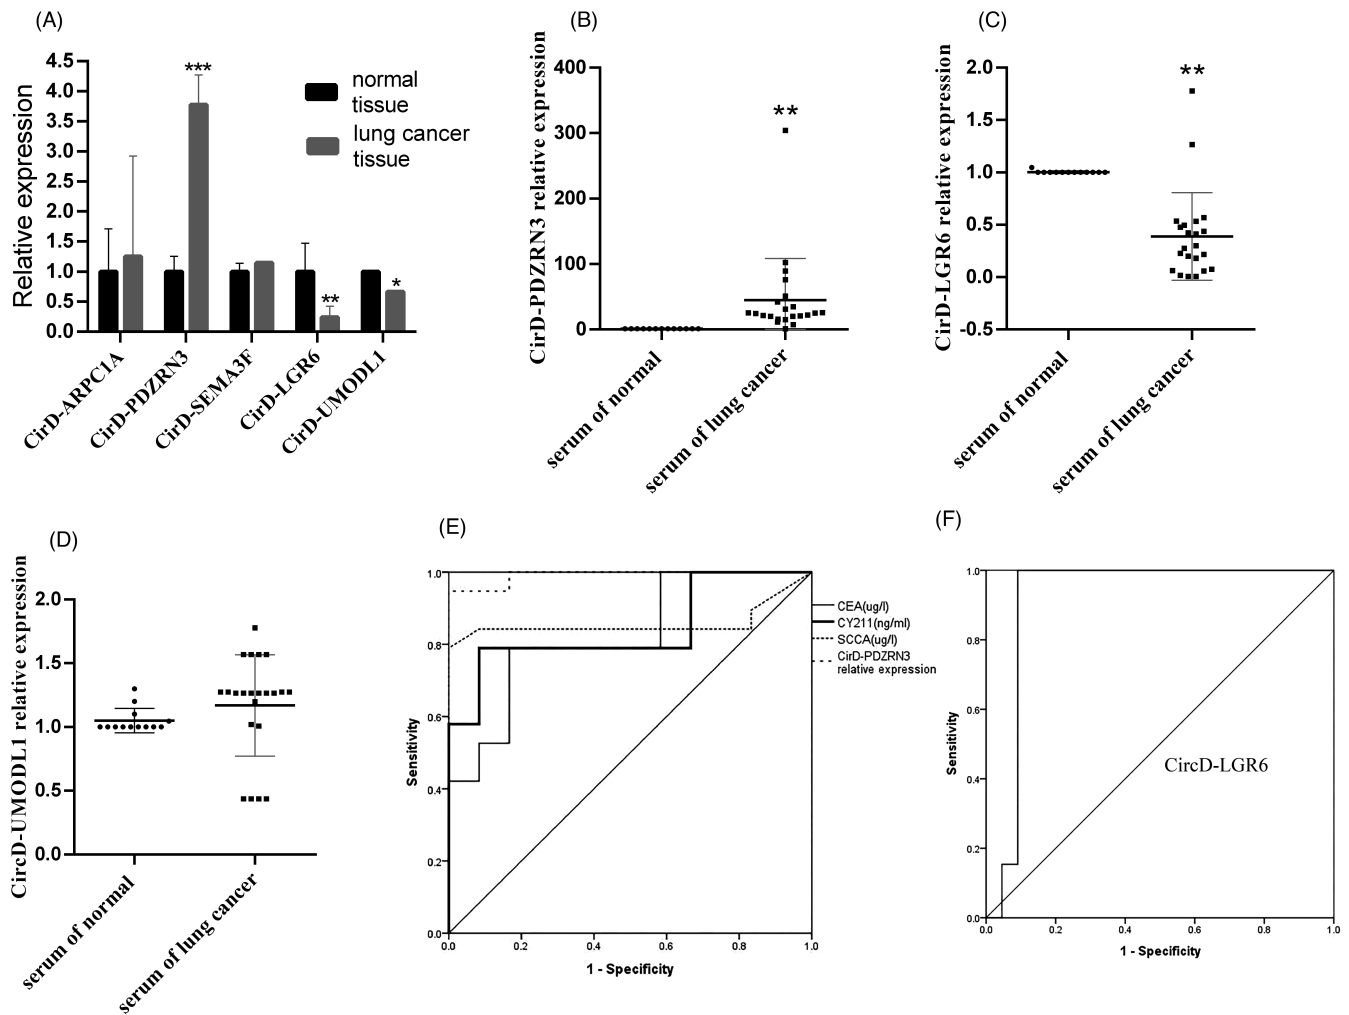 (A)
4.5
4.0
3.5
3.0
2.5
2.0
1.5
1.0
0.5
0.0
Relative expression
***
**
*
normal
tissue
lung cancer
tissue
CirD-ARPC1A
CirD-PDZRN3
CirD-SEMA3F
CirD-LGR6
CirD-UMODL1
(B)
CirD-PDZRN3 relative expression
400
300
200
100
0
**
serum of normal
serum of lung cancer
(C)
CirD-LGR6 relative expression
2.0
1.5
1.0
0.5
0.0
-0.5
**
serum of normal
serum of lung cancer
(D)
CircD-UMODL1 relative expression
2.0
1.5
1.0
0.5
0.0
serum of normal
serum of lung cancer
(E)
Sensitivity
1.0
0.8
0.6
0.4
0.2
0.0
0.0 0.2 0.4 0.6 0.8 1.0
1 - Specificity
CEA(ug/l)
CY211(ng/ml)
SCCA(ug/l)
CirD-PDZRN3
relative expression
(F)
Sensitivity
1.0
0.8
0.6
0.4
0.2
0.0
CircD-LGR6
0.0 0.2 0.4 0.6 0.8 1.0
1 - Specificity